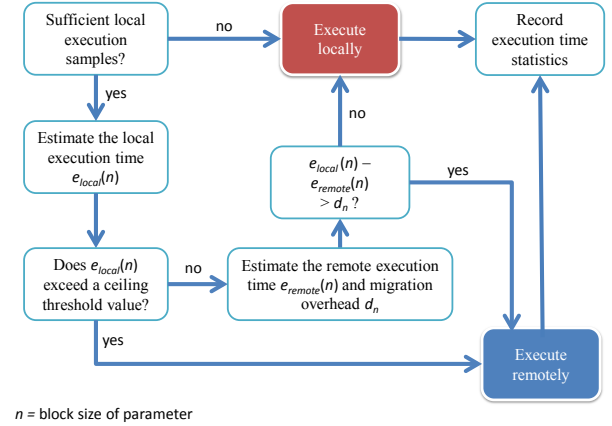 Sufficient local
execution
samples?
no
Execute
locally
Record
execution time
statistics
yes
no
Estimate the local
execution time
e_local(n)
e_local(n) –
e_remote(n)
> d_n ?
yes
Does e_local(n)
exceed a ceiling
threshold value?
no
Estimate the remote execution
time e_remote(n) and migration
overhead d_n
yes
Execute
remotely
n = block size of parameter